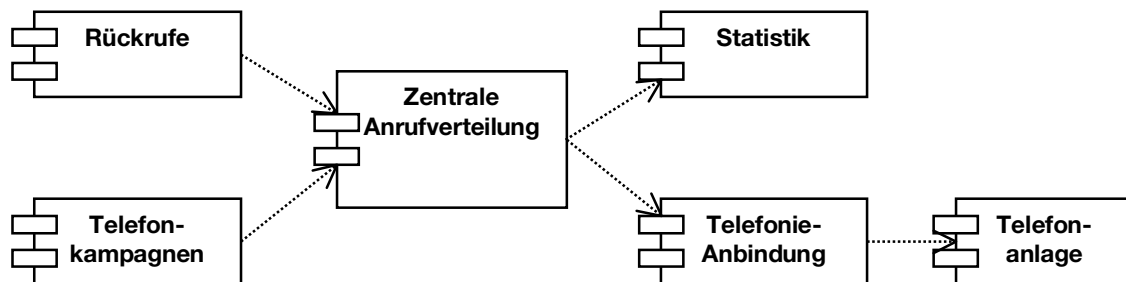 Rückrufe
Statistik
Zentrale
Anrufverteilung
Telefon-
kampagnen
Telefonie-
Anbindung
Telefon-
anlage